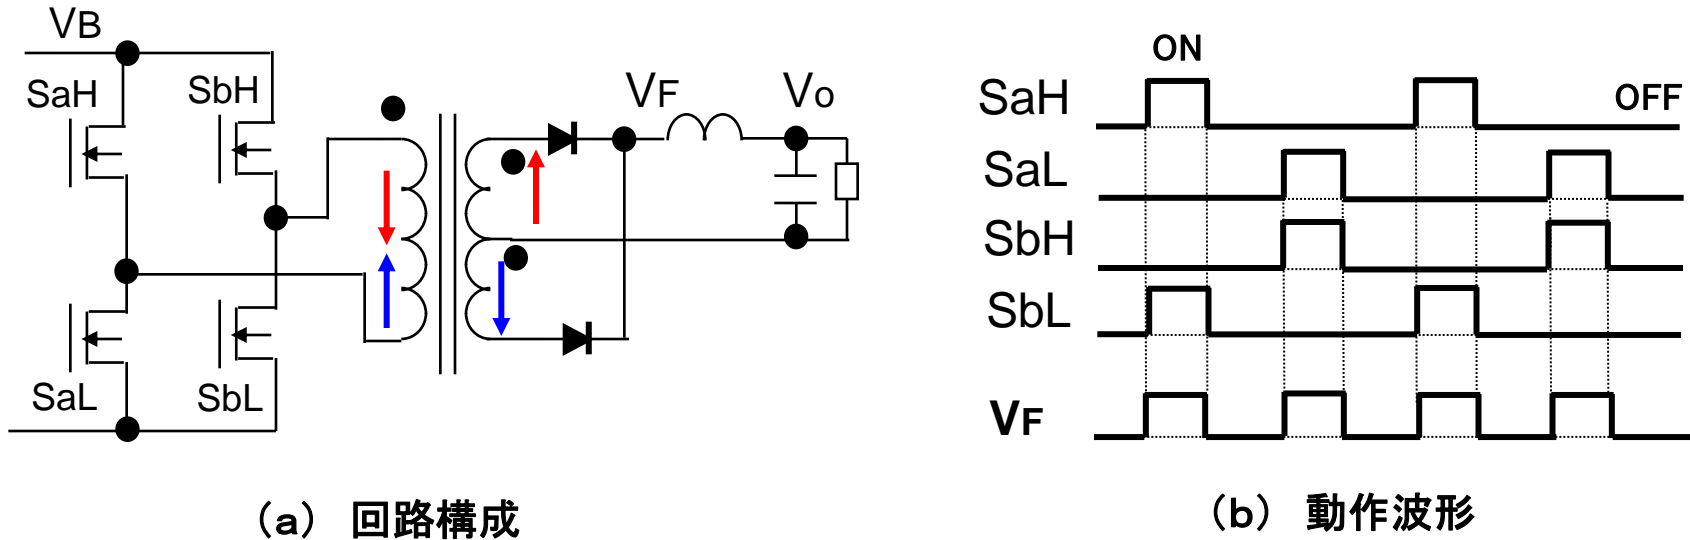 VB
SaH
SbH
VF
Vo
SaL
SbL
(a) 回路構成
ON
OFF
SaH
SaL
SbH
SbL
VF
(b) 動作波形